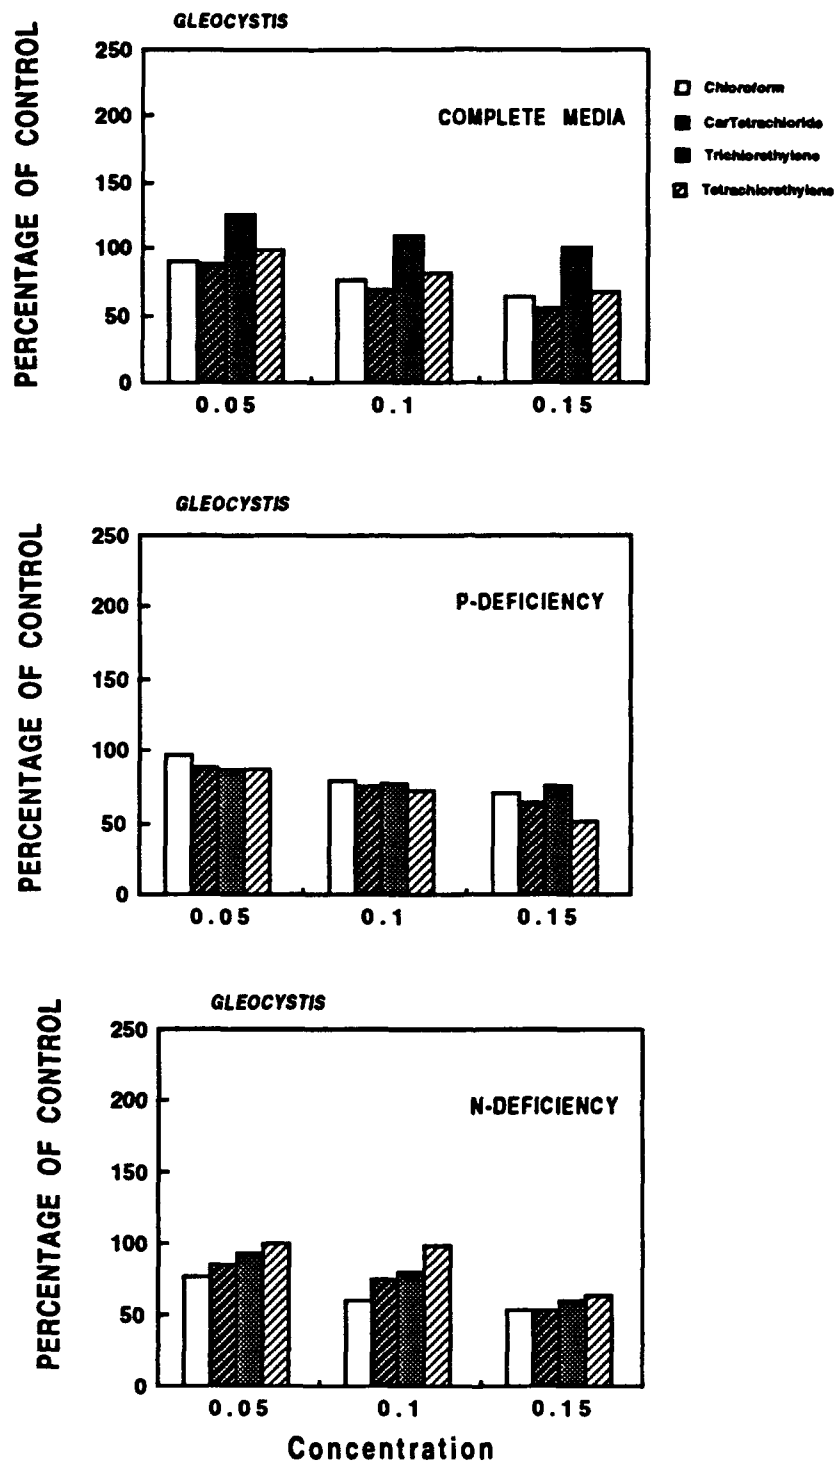 GLEOCYSTIS
PERCENTAGE OF CONTROL
250
200
150
100
50
0
COMPLETE MEDIA
0.05 0.1 0.15
Chloroform
CarTetrachloride
Trichlorethylene
Tetrachlorethylene
GLEOCYSTIS
PERCENTAGE OF CONTROL
250
200
150
100
50
0
P-DEFICIENCY
0.05 0.1 0.15
GLEOCYSTIS
PERCENTAGE OF CONTROL
250
200
150
100
50
0
N-DEFICIENCY
0.05 0.1 0.15
Concentration